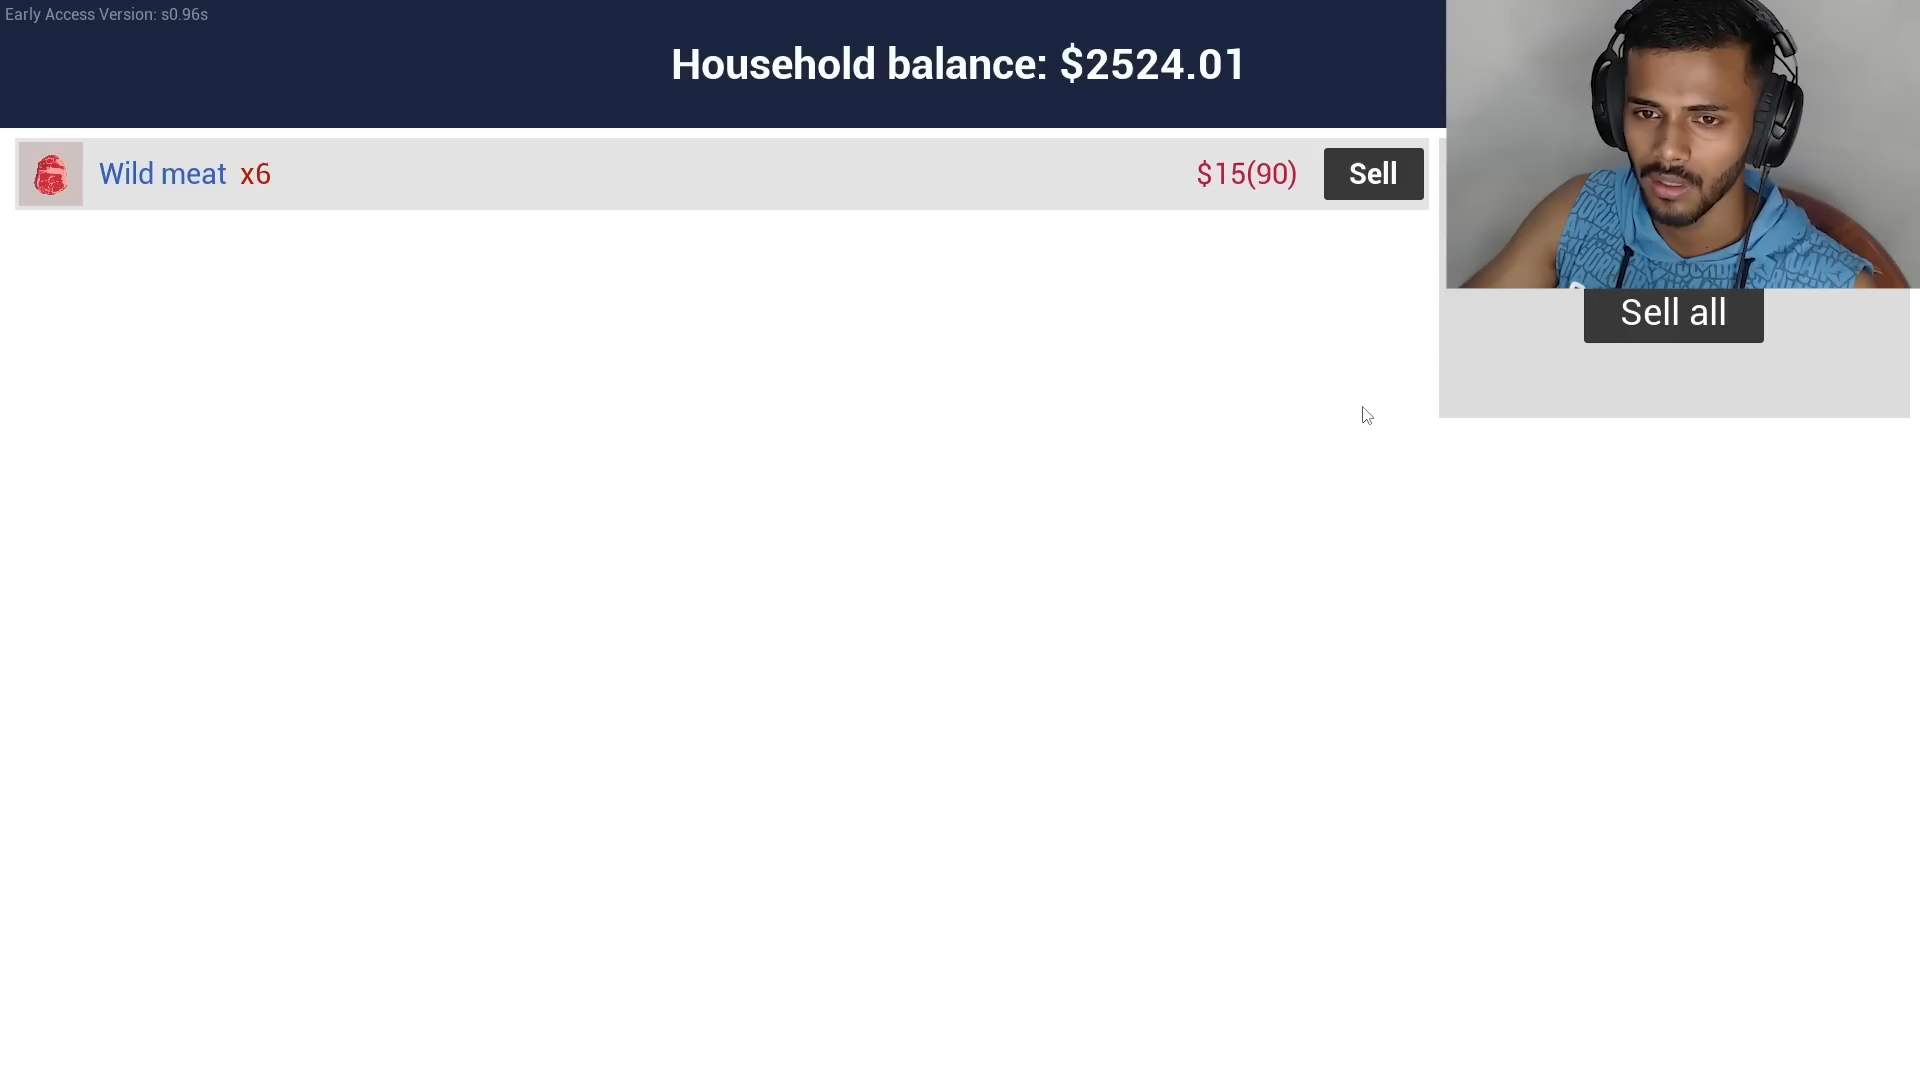 Early Access Version: s0.96s
Household balance: $2524.01
Wild meat x6 $15(90) Sell
Sell all